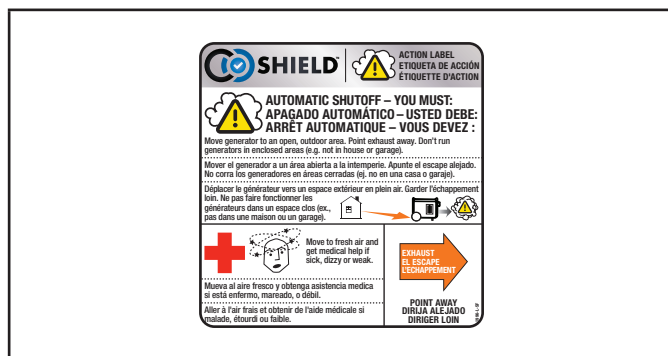 CO SHIELD™
ACTION LABEL
ETIQUETA DE ACCIÓN
ÉTIQUETTE D'ACTION
AUTOMATIC SHUTOFF – YOU MUST:
APAGADO AUTOMÁTICO – USTED DEBE:
ARRÊT AUTOMATIQUE – VOUS DEVEZ :
Move generator to an open, outdoor area. Point exhaust away. Don't run
generators in enclosed areas (e.g. not in house or garage).
Mover el generador a un área abierta a la intemperie. Apunte el escape alejado.
No corra los generadores en áreas cerradas (ej. no en una casa o garaje).
Déplacer le générateur vers un espace extérieur en plein air. Garder l'échappement
loin. Ne pas faire fonctionner les
générateurs dans un espace clos (ex.,
pas dans une maison ou un garage).
Move to fresh air and
get medical help if
sick, dizzy or weak.
Mueva al aire fresco y obtenga asistencia medica
si está enfermo, mareado, o débil.
Aller à l'air frais et obtenir de l'aide médicale si
malade, étourdi ou faible.
EXHAUST
EL ESCAPE
L'ECHAPPEMENT
POINT AWAY
DIRIJA ALEJADO
DIRIGER LOIN